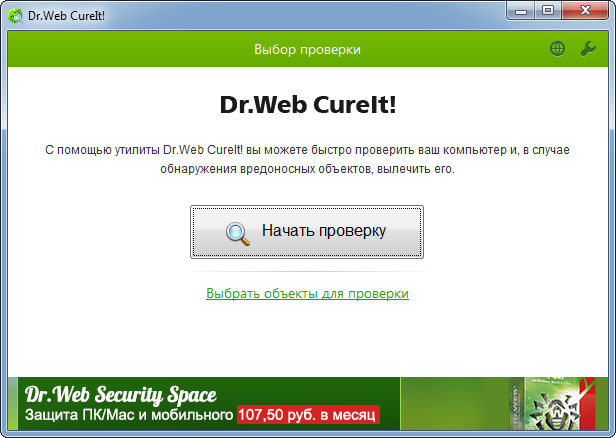 Dr.Web CureIt!
Выбор проверки
Dr.Web CureIt!
С помощью утилиты Dr.Web CureIt! вы можете быстро проверить ваш компьютер и, в случае
обнаружения вредоносных объектов, вылечить его.
Начать проверку
Выбрать объекты для проверки
Dr.Web Security Space
Защита ПК/Mac и мобильного 107,50 руб. в месяц